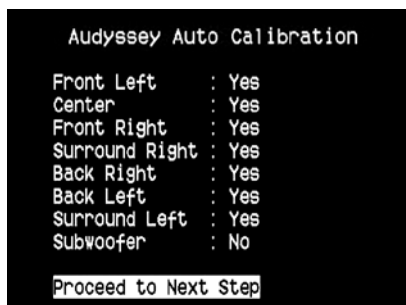 Audyssey Auto Calibration
Front Left : Yes
Center : Yes
Front Right : Yes
Surround Right : Yes
Back Right : Yes
Back Left : Yes
Surround Left : Yes
Subwoofer : No
Proceed to Next Step